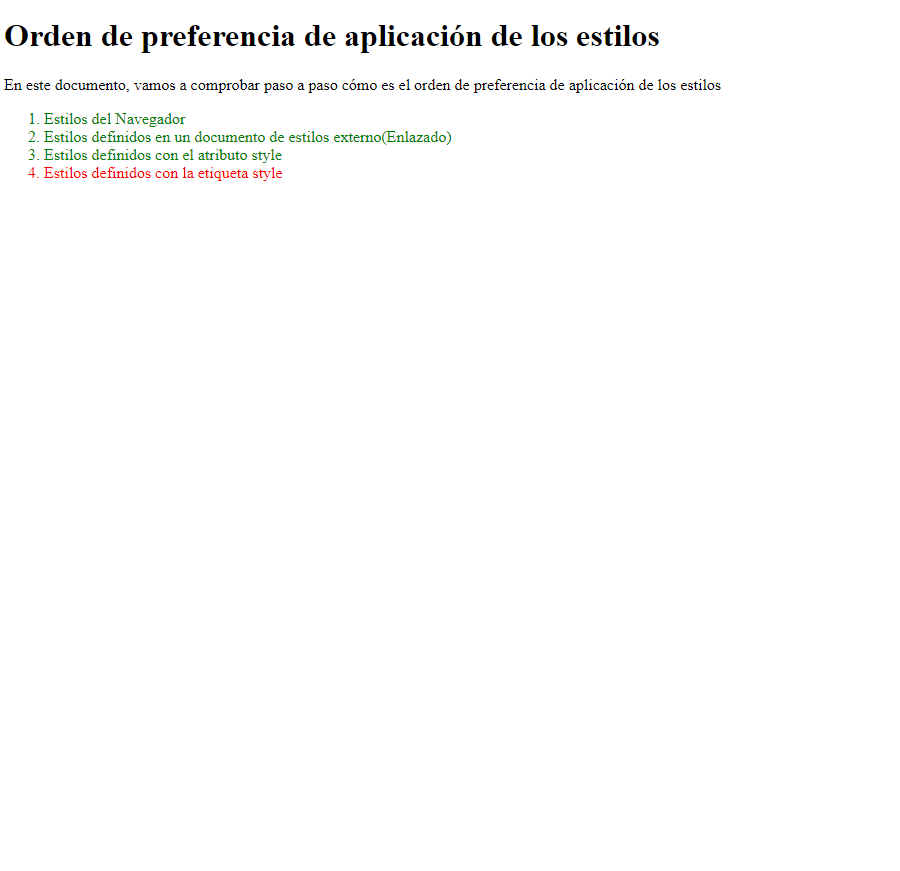 Orden de preferencia de aplicación de los estilos
En este documento, vamos a comprobar paso a paso cómo es el orden de preferencia de aplicación de los estilos
1. Estilos del Navegador
2. Estilos definidos en un documento de estilos externo(Enlazado)
3. Estilos definidos con el atributo style
4. Estilos definidos con la etiqueta style